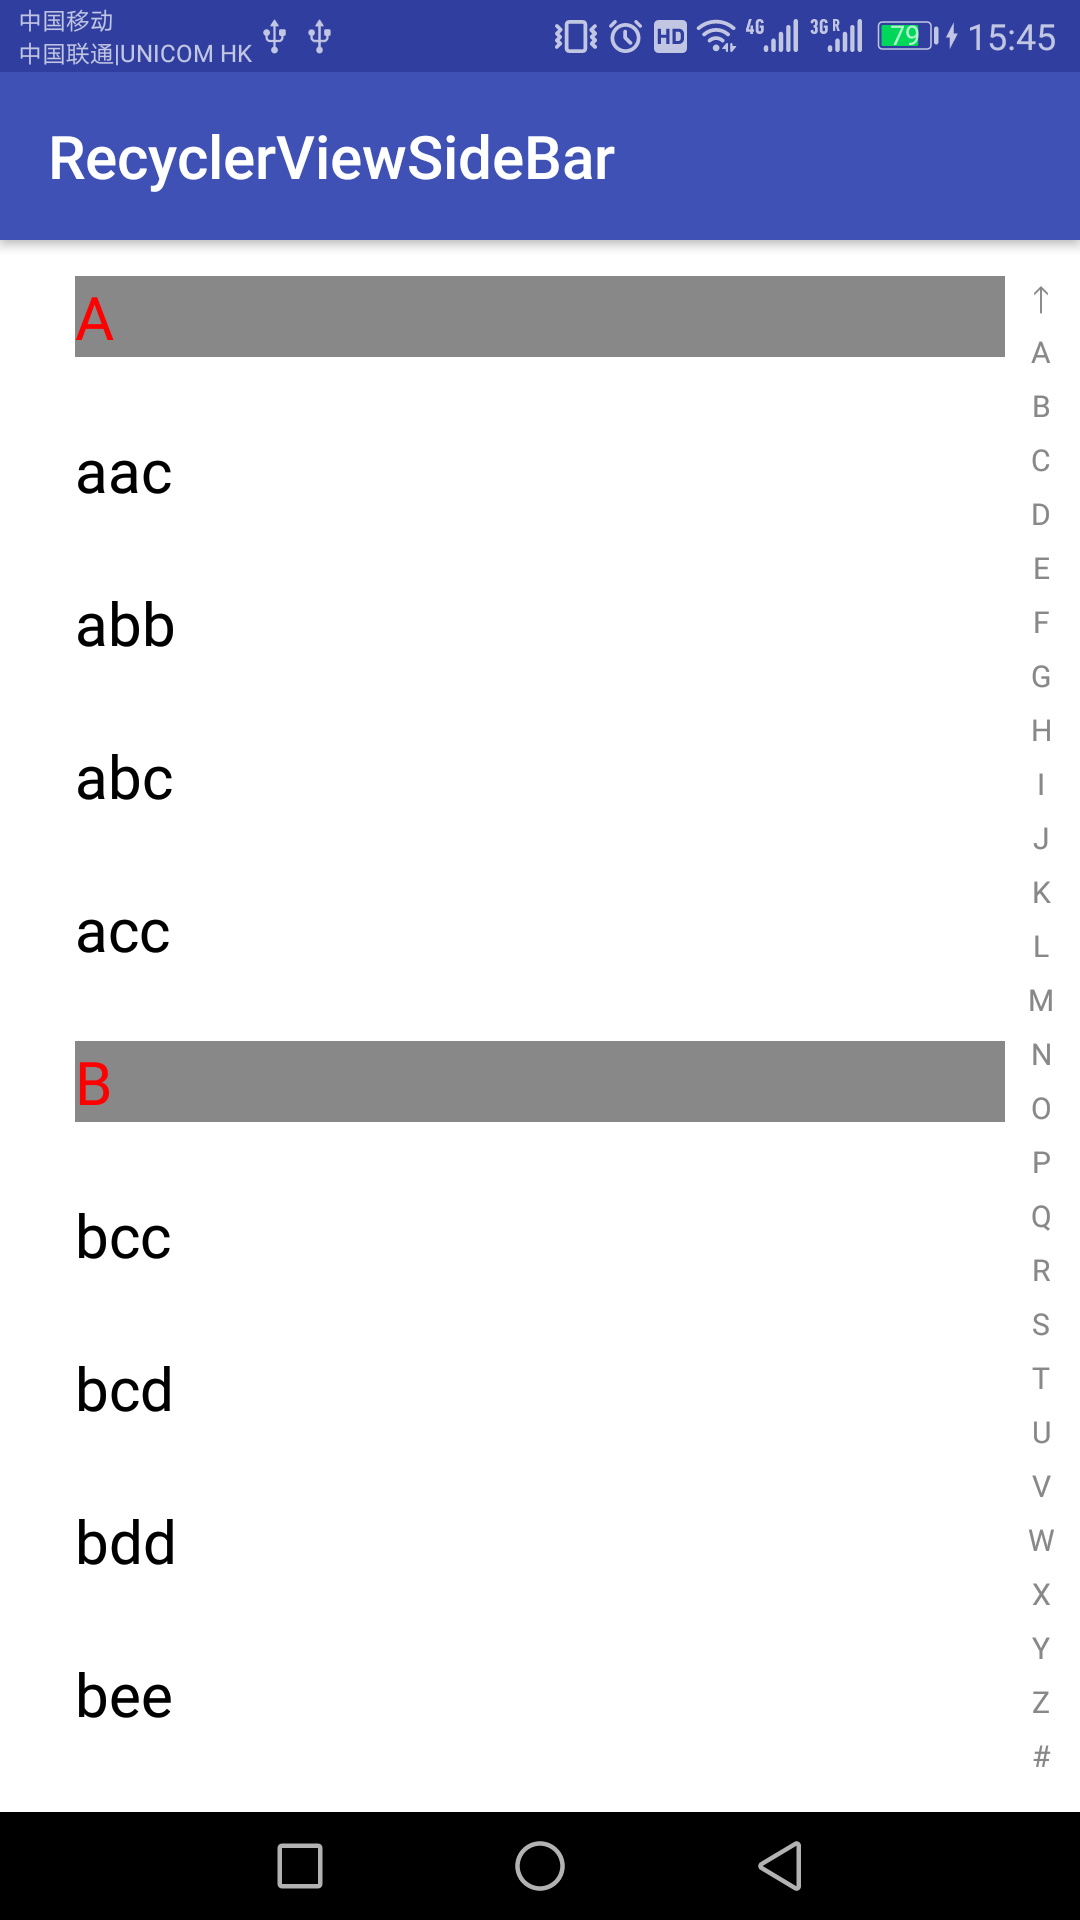 中国移动
中国联通|UNICOM HK
HD 4G 3G R 79 15:45
RecyclerViewSideBar
A
aac
abb
abc
acc
B
bcc
bcd
bdd
bee
↑
A
B
C
D
E
F
G
H
I
J
K
L
M
N
O
P
Q
R
S
T
U
V
W
X
Y
Z
#